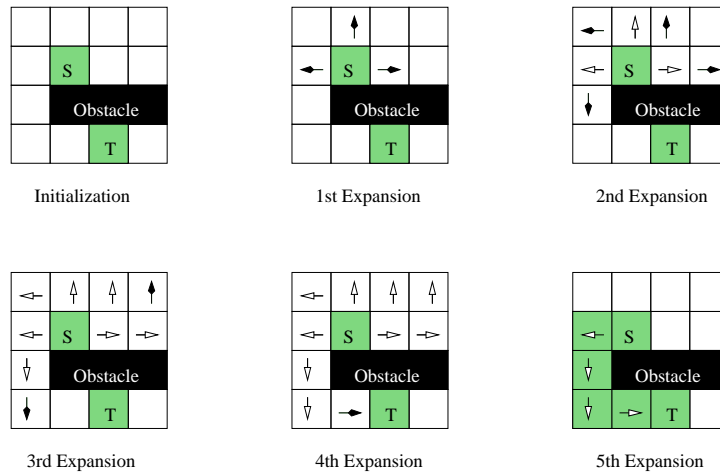 S
Obstacle
T
Initialization
S
Obstacle
T
1st Expansion
S
Obstacle
T
2nd Expansion
S
Obstacle
T
3rd Expansion
S
Obstacle
T
4th Expansion
S
Obstacle
T
5th Expansion